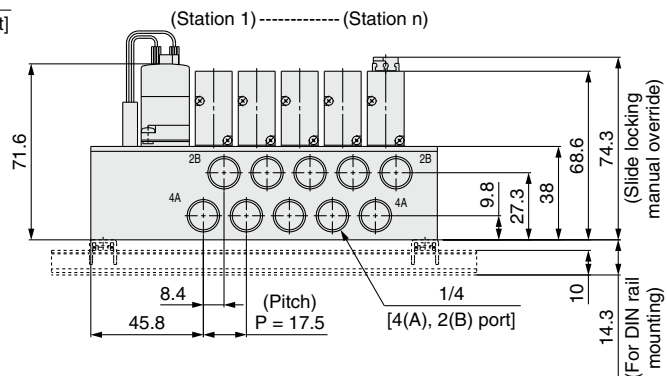 t]
(Station 1) ---------- (Station n)
71.6
2B
2B
4A
4A
9.8
27.3
38
68.6
74.3
(Slide locking
manual override)
8.4
45.8
(Pitch)
P = 17.5
1/4
[4(A), 2(B) port]
10
14.3
(For DIN rail
mounting)